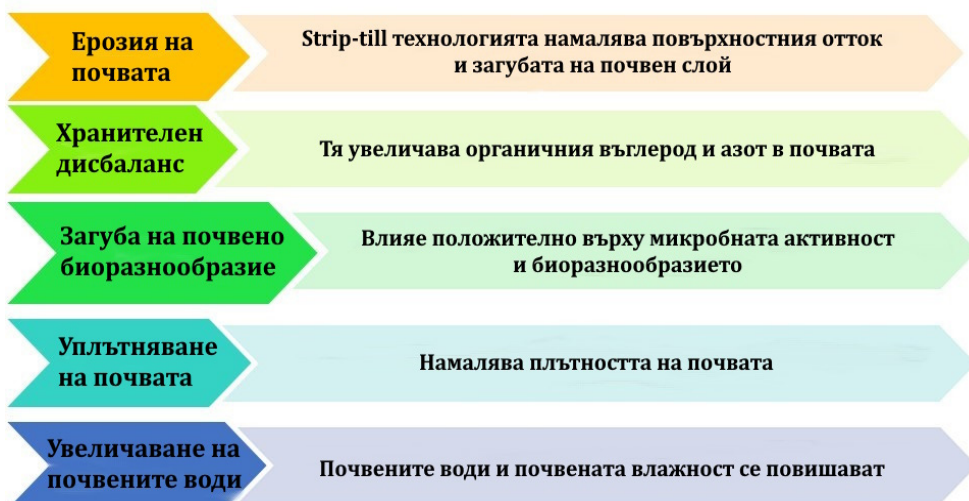 Ерозия на
почвата
Strip-till технологията намалява повърхностния отток
и загубата на почвен слой
Хранителен
дисбаланс
Тя увеличава органичния въглерод и азот в почвата
Загуба на почвено
биоразнообразие
Влияе положително върху микробната активност
и биоразнообразието
Уплътняване
на почвата
Намалява плътността на почвата
Увеличаване на
почвените води
Почвените води и почвената влажност се повишават